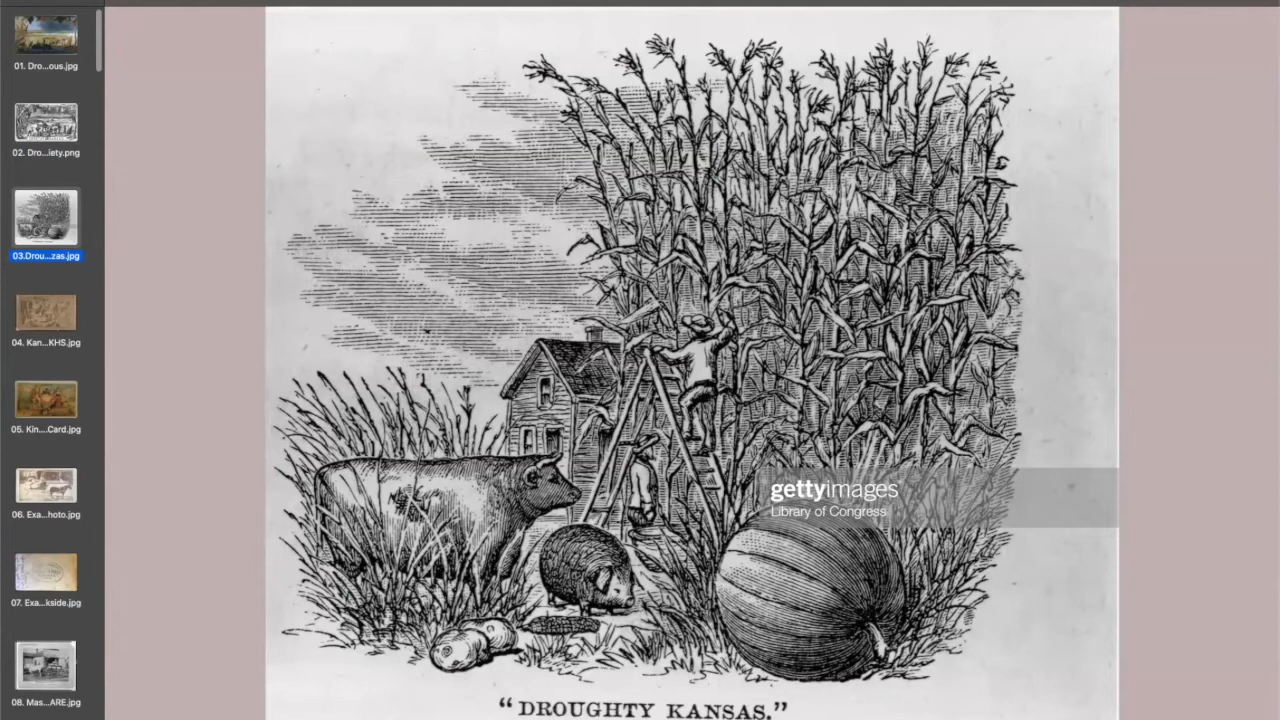 01. Dro...ous.jpg
02. Dro...iety.png
03.Drou...zas.jpg
04. Kan...KHS.jpg
05. Kin....Card.jpg
06. Exa...hoto.jpg
07. Exa...kside.jpg
08. Mas...ARE.jpg
gettyimages
Library of Congress
“DROUGHTY KANSAS.”